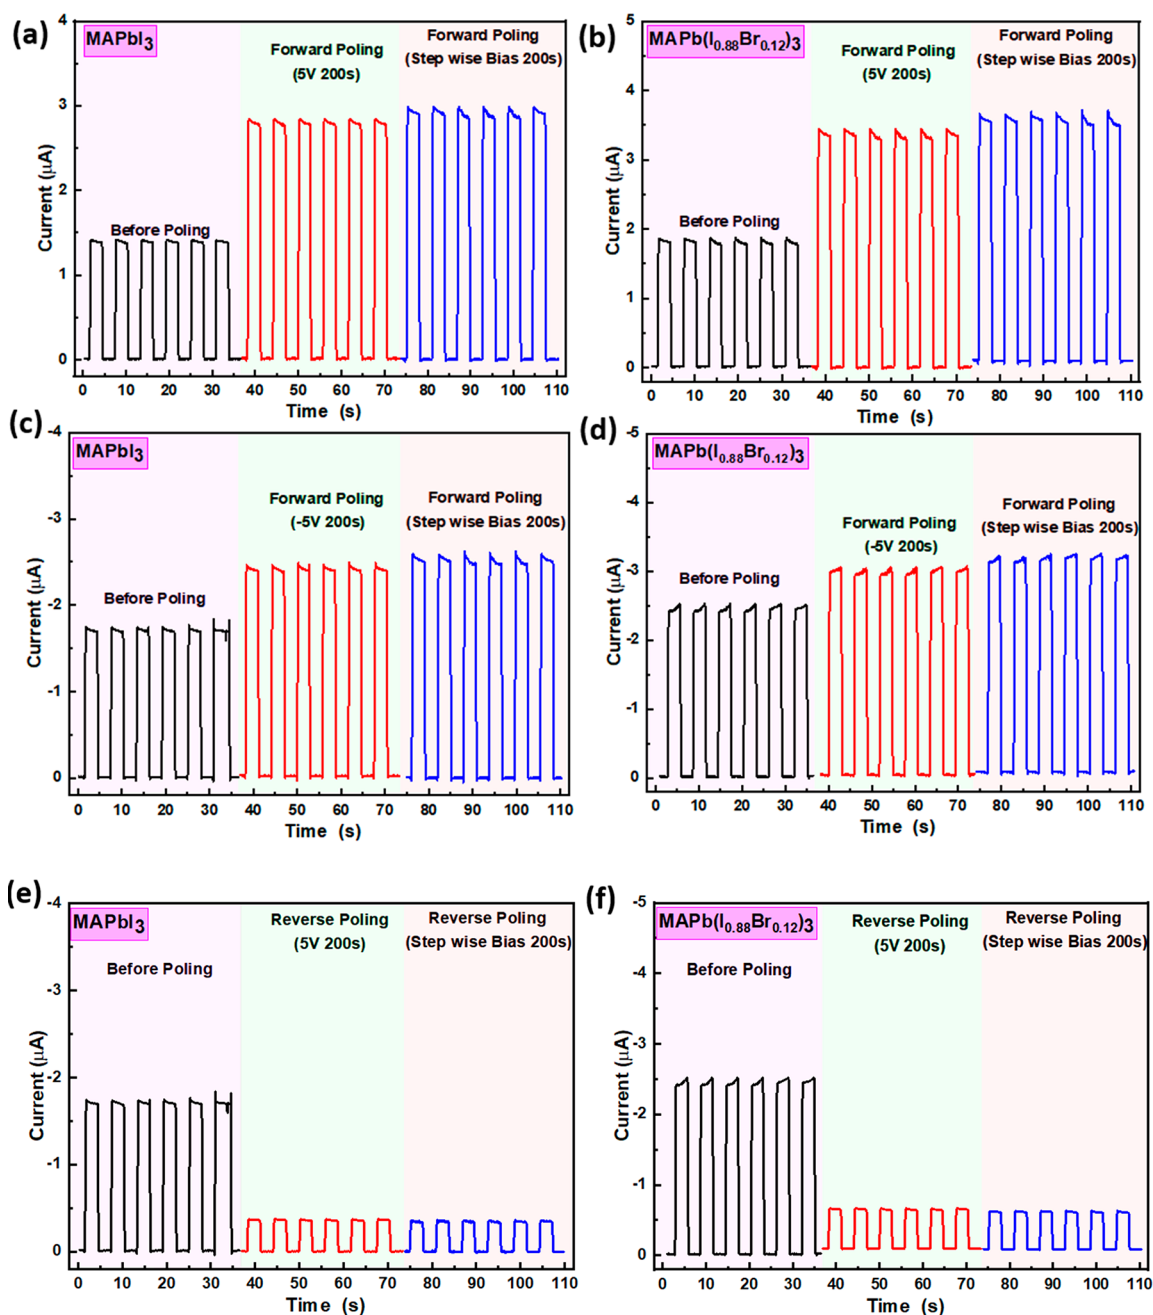 (a)
MAPbI3
Forward Poling
(5V 200s)
Forward Poling
(Step wise Bias 200s)
Before Poling
Current (μA)
4
3
2
1
0
0 10 20 30 40 50 60 70 80 90 100 110
Time (s)
(b)
MAPb(I0.88Br0.12)3
Forward Poling
(5V 200s)
Forward Poling
(Step wise Bias 200s)
Before Poling
Current (μA)
5
4
3
2
1
0
0 10 20 30 40 50 60 70 80 90 100 110
Time (s)
(c)
MAPbI3
Forward Poling
(-5V 200s)
Forward Poling
(Step wise Bias 200s)
Before Poling
Current (μA)
-4
-3
-2
-1
0
0 10 20 30 40 50 60 70 80 90 100 110
Time (s)
(d)
MAPb(I0.88Br0.12)3
Forward Poling
(-5V 200s)
Forward Poling
(Step wise Bias 200s)
Before Poling
Current (μA)
-5
-4
-3
-2
-1
0
0 10 20 30 40 50 60 70 80 90 100 110
Time (s)
(e)
MAPbI3
Reverse Poling
(5V 200s)
Reverse Poling
(Step wise Bias 200s)
Before Poling
Current (μA)
-4
-3
-2
-1
0
0 10 20 30 40 50 60 70 80 90 100 110
Time (s)
(f)
MAPb(I0.88Br0.12)3
Reverse Poling
(5V 200s)
Reverse Poling
(Step wise Bias 200s)
Before Poling
Current (μA)
-5
-4
-3
-2
-1
0
0 10 20 30 40 50 60 70 80 90 100 110
Time (s)